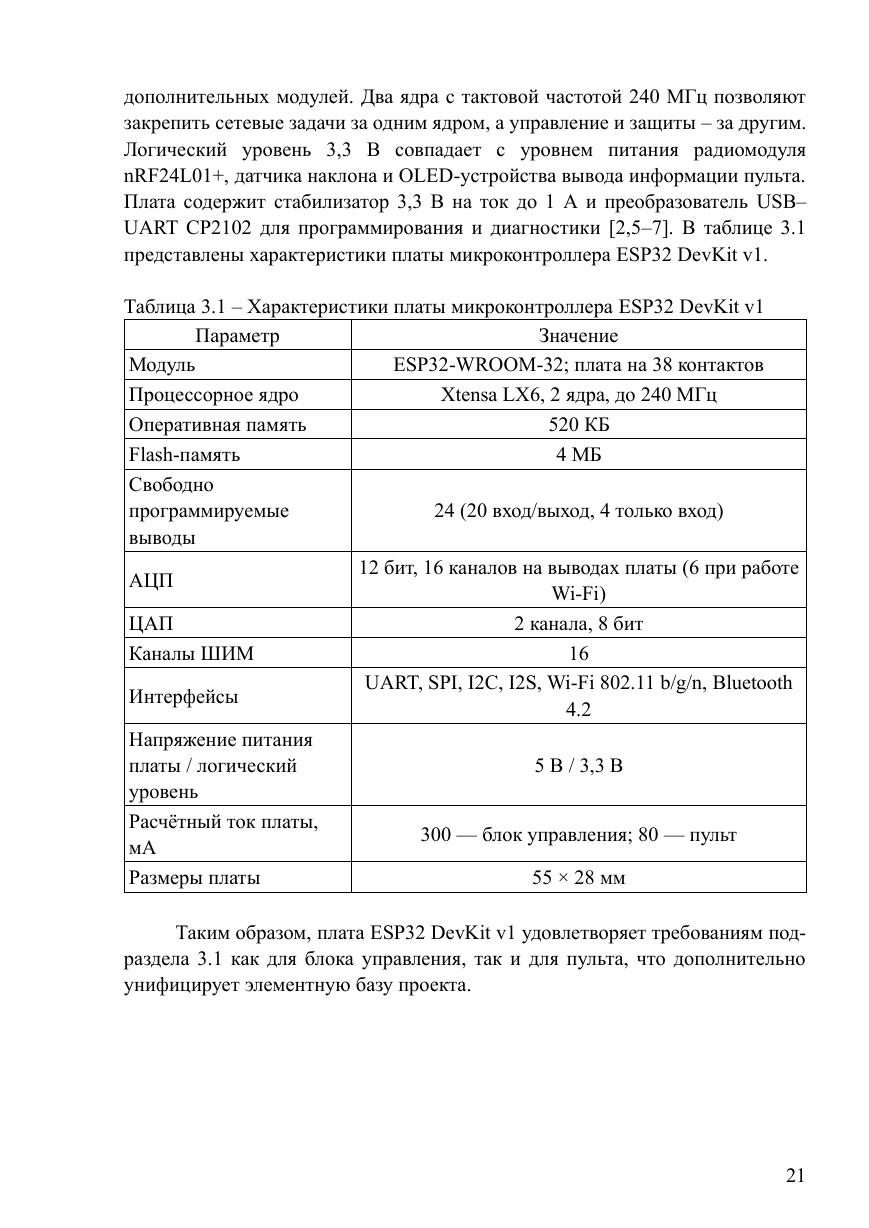 дополнительных модулей. Два ядра с тактовой частотой 240 МГц позволяют
закрепить сетевые задачи за одним ядром, а управление и защиты – за другим.
Логический уровень 3,3 В совпадает с уровнем питания радиомодуля
nRF24L01+, датчика наклона и OLED-устройства вывода информации пульта.
Плата содержит стабилизатор 3,3 В на ток до 1 А и преобразователь USB–
UART CP2102 для программирования и диагностики [2,5–7]. В таблице 3.1
представлены характеристики платы микроконтроллера ESP32 DevKit v1.
Таблица 3.1 – Характеристики платы микроконтроллера ESP32 DevKit v1
Параметр Значение
Модуль ESP32-WROOM-32; плата на 38 контактов
Процессорное ядро Xtensa LX6, 2 ядра, до 240 МГц
Оперативная память 520 КБ
Flash-память 4 МБ
Свободно
программируемые
выводы
24 (20 вход/выход, 4 только вход)
АЦП
12 бит, 16 каналов на выводах платы (6 при работе
Wi-Fi)
ЦАП 2 канала, 8 бит
Каналы ШИМ 16
Интерфейсы
UART, SPI, I2C, I2S, Wi-Fi 802.11 b/g/n, Bluetooth
4.2
Напряжение питания
платы / логический
уровень
5 В / 3,3 В
Расчётный ток платы,
мА
300 — блок управления; 80 — пульт
Размеры платы 55 × 28 мм
Таким образом, плата ESP32 DevKit v1 удовлетворяет требованиям под-
раздела 3.1 как для блока управления, так и для пульта, что дополнительно
унифицирует элементную базу проекта.
21